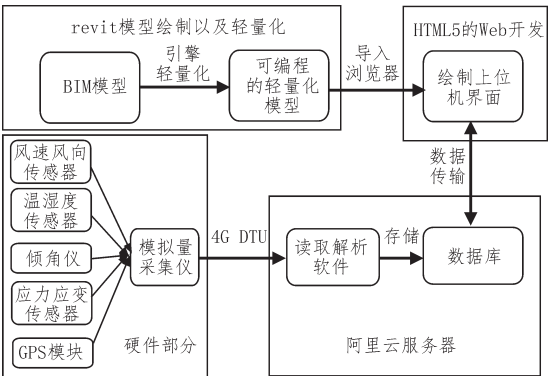 revit模型绘制以及轻量化
BIM模型
引擎
轻量化
可编程
的轻量化
模型
导入
浏览器
HTML5的Web开发
绘制上位
机界面
数据
传输
风速风向
传感器
温湿度
传感器
倾角仪
应力应变
传感器
GPS模块
模拟量
采集仪
硬件部分
4G DTU
读取解析
软件
存储
数据库
阿里云服务器